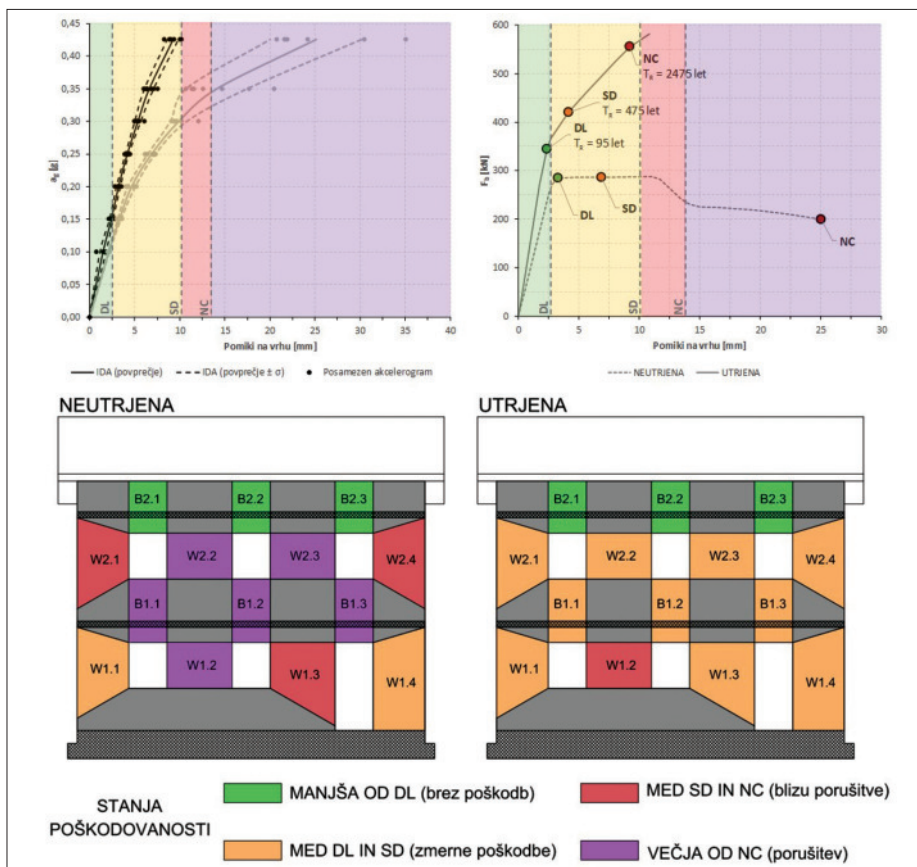 0,45
0,40
0,35
0,30
0,25
0,20
0,15
0,10
0,05
0,00
a_g [g]
DL
SD
NC
0 5 10 15 20 25 30 35 40
Pomiki na vrhu [mm]
IDA (povprečje) IDA (povprečje ± σ) Posamezen akcelerogram
600
500
400
300
200
100
0
F_b [kN]
NC
T_R = 2475 let
SD
T_R = 475 let
DL
T_R = 95 let
DL
SD
NC
DL
SD
NC
0 5 10 15 20 25 30
Pomiki na vrhu [mm]
NEUTRJENA UTRJENA
NEUTRJENA
B2.1 B2.2 B2.3
W2.1 W2.2 W2.3 W2.4
B1.1 B1.2 B1.3
W1.1 W1.2 W1.3 W1.4
UTRJENA
B2.1 B2.2 B2.3
W2.1 W2.2 W2.3 W2.4
B1.1 B1.2 B1.3
W1.1 W1.2 W1.3 W1.4
STANJA
POŠKODOVANOSTI
MANJŠA OD DL (brez poškodb)
MED SD IN NC (blizu porušitve)
MED DL IN SD (zmerne poškodbe)
VEČJA OD NC (porušitev)